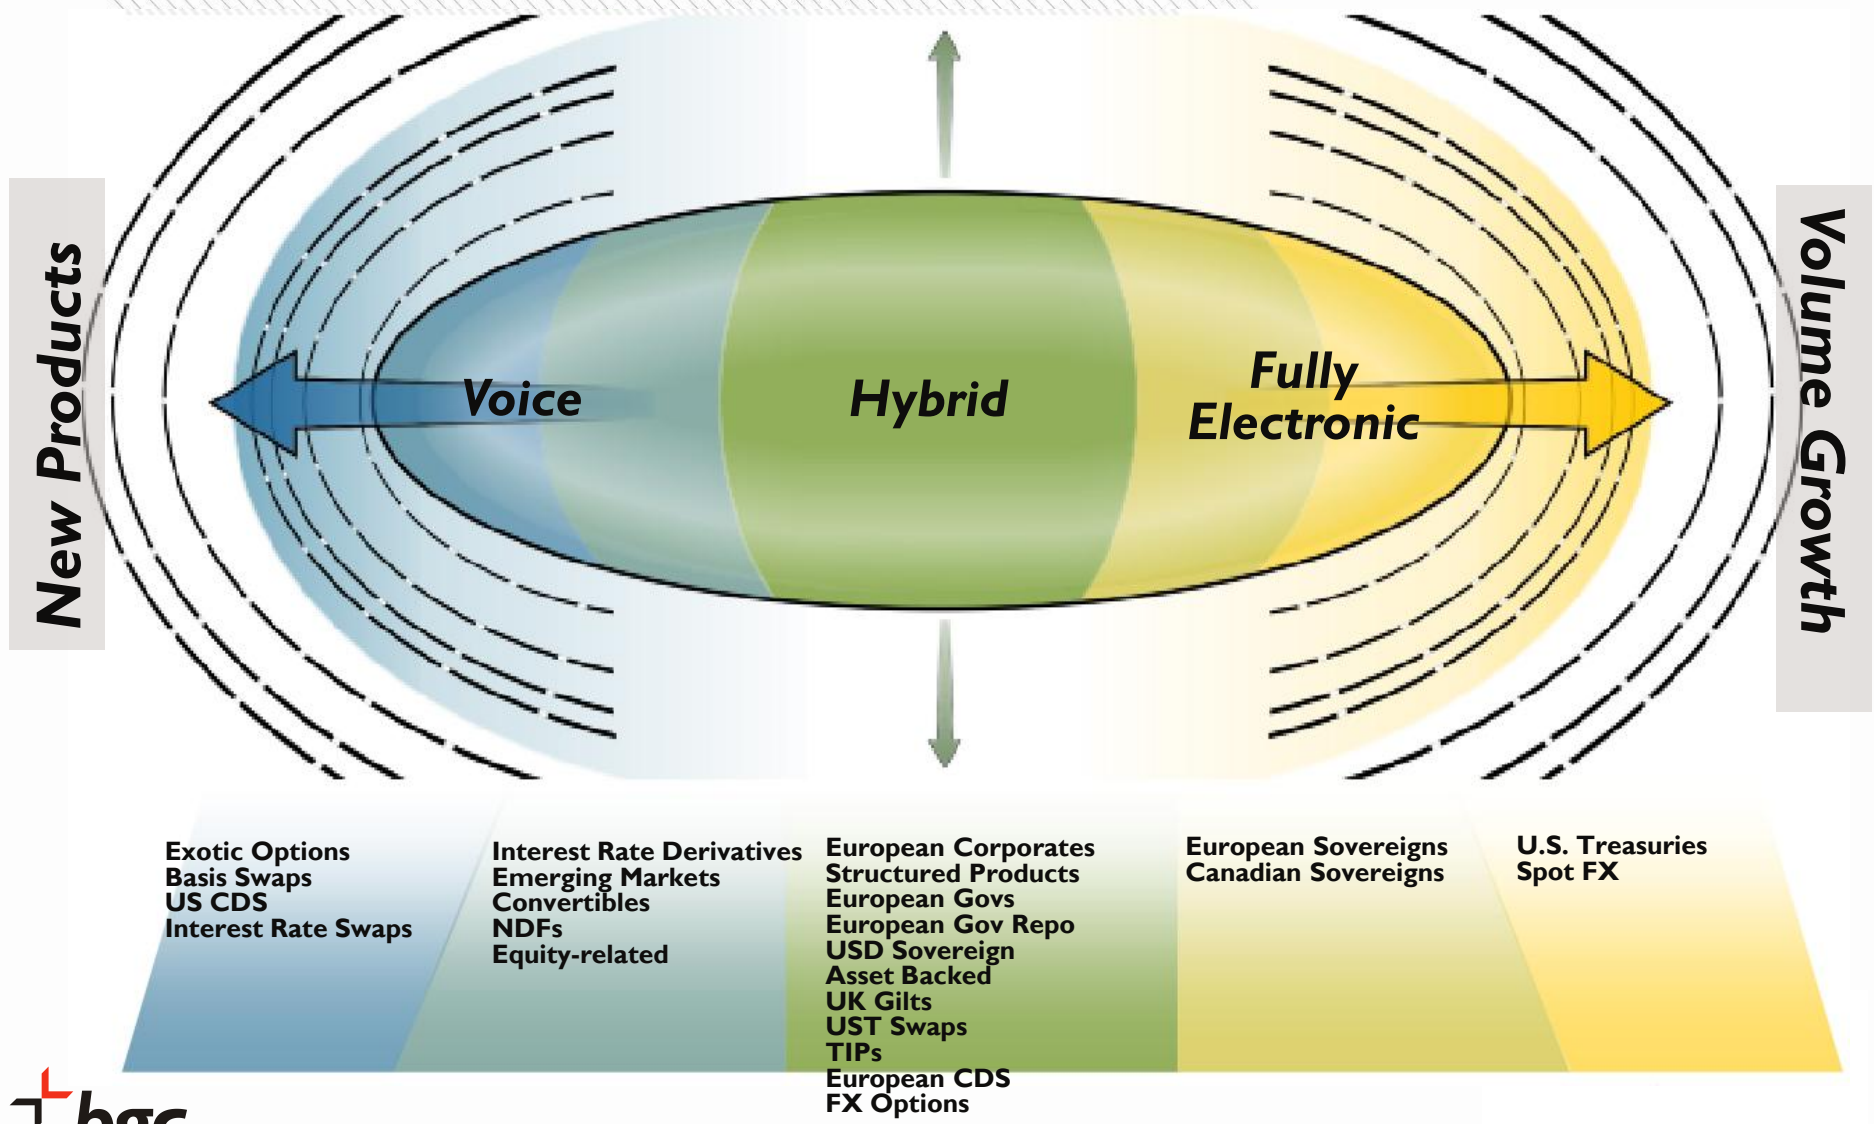 New Products
Volume Growth
Voice
Hybrid
Fully
Electronic
Exotic Options
Basis Swaps
US CDS
Interest Rate Swaps
Interest Rate Derivatives
Emerging Markets
Convertibles
NDFs
Equity-related
European Corporates
Structured Products
European Govs
European Gov Repo
USD Sovereign
Asset Backed
UK Gilts
UST Swaps
TIPs
European CDS
FX Options
European Sovereigns
Canadian Sovereigns
U.S. Treasuries
Spot FX
bgc